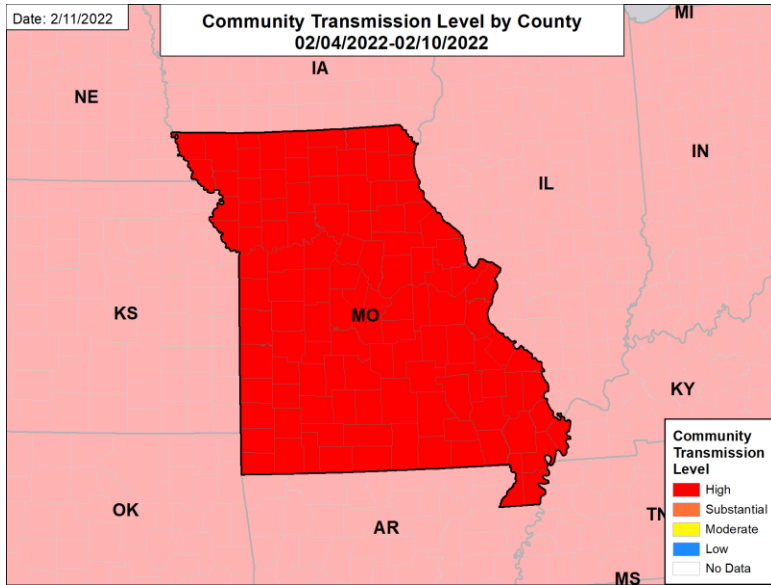 Date: 2/11/2022
Community Transmission Level by County
02/04/2022-02/10/2022
MI
IA
NE
IN
IL
KS
MO
KY
OK
AR
TN
MS
Community
Transmission
Level
High
Substantial
Moderate
Low
No Data